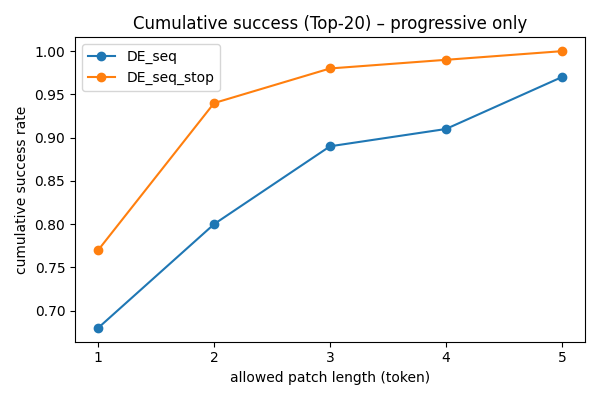 Cumulative success (Top-20) – progressive only
DE_seq
DE_seq_stop
cumulative success rate
1.00
0.95
0.90
0.85
0.80
0.75
0.70
1 2 3 4 5
allowed patch length (token)